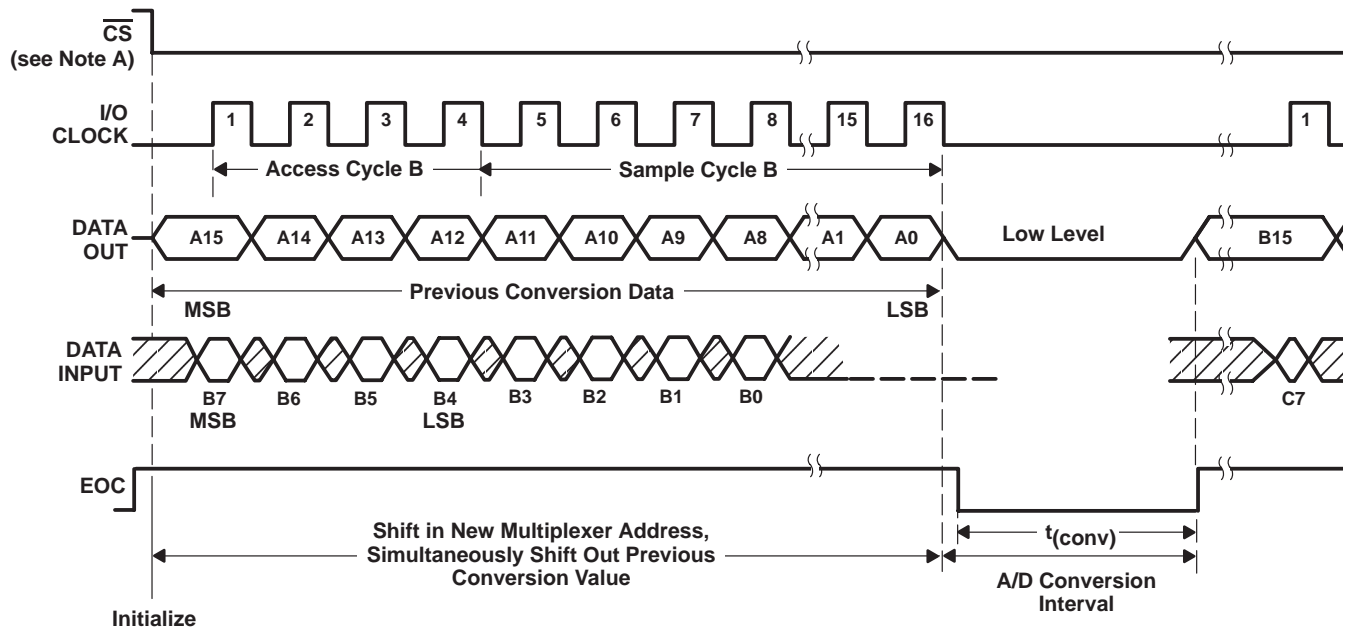 CS
(see Note A)
I/O
CLOCK
1 2 3 4 5 6 7 8 15 16 1
Access Cycle B Sample Cycle B
DATA
OUT
A15 A14 A13 A12 A11 A10 A9 A8 A1 A0 Low Level B15
Previous Conversion Data
MSB LSB
DATA
INPUT
B7 B6 B5 B4 B3 B2 B1 B0 C7
MSB LSB
EOC
Shift in New Multiplexer Address,
Simultaneously Shift Out Previous
Conversion Value
t(conv)
A/D Conversion
Interval
Initialize